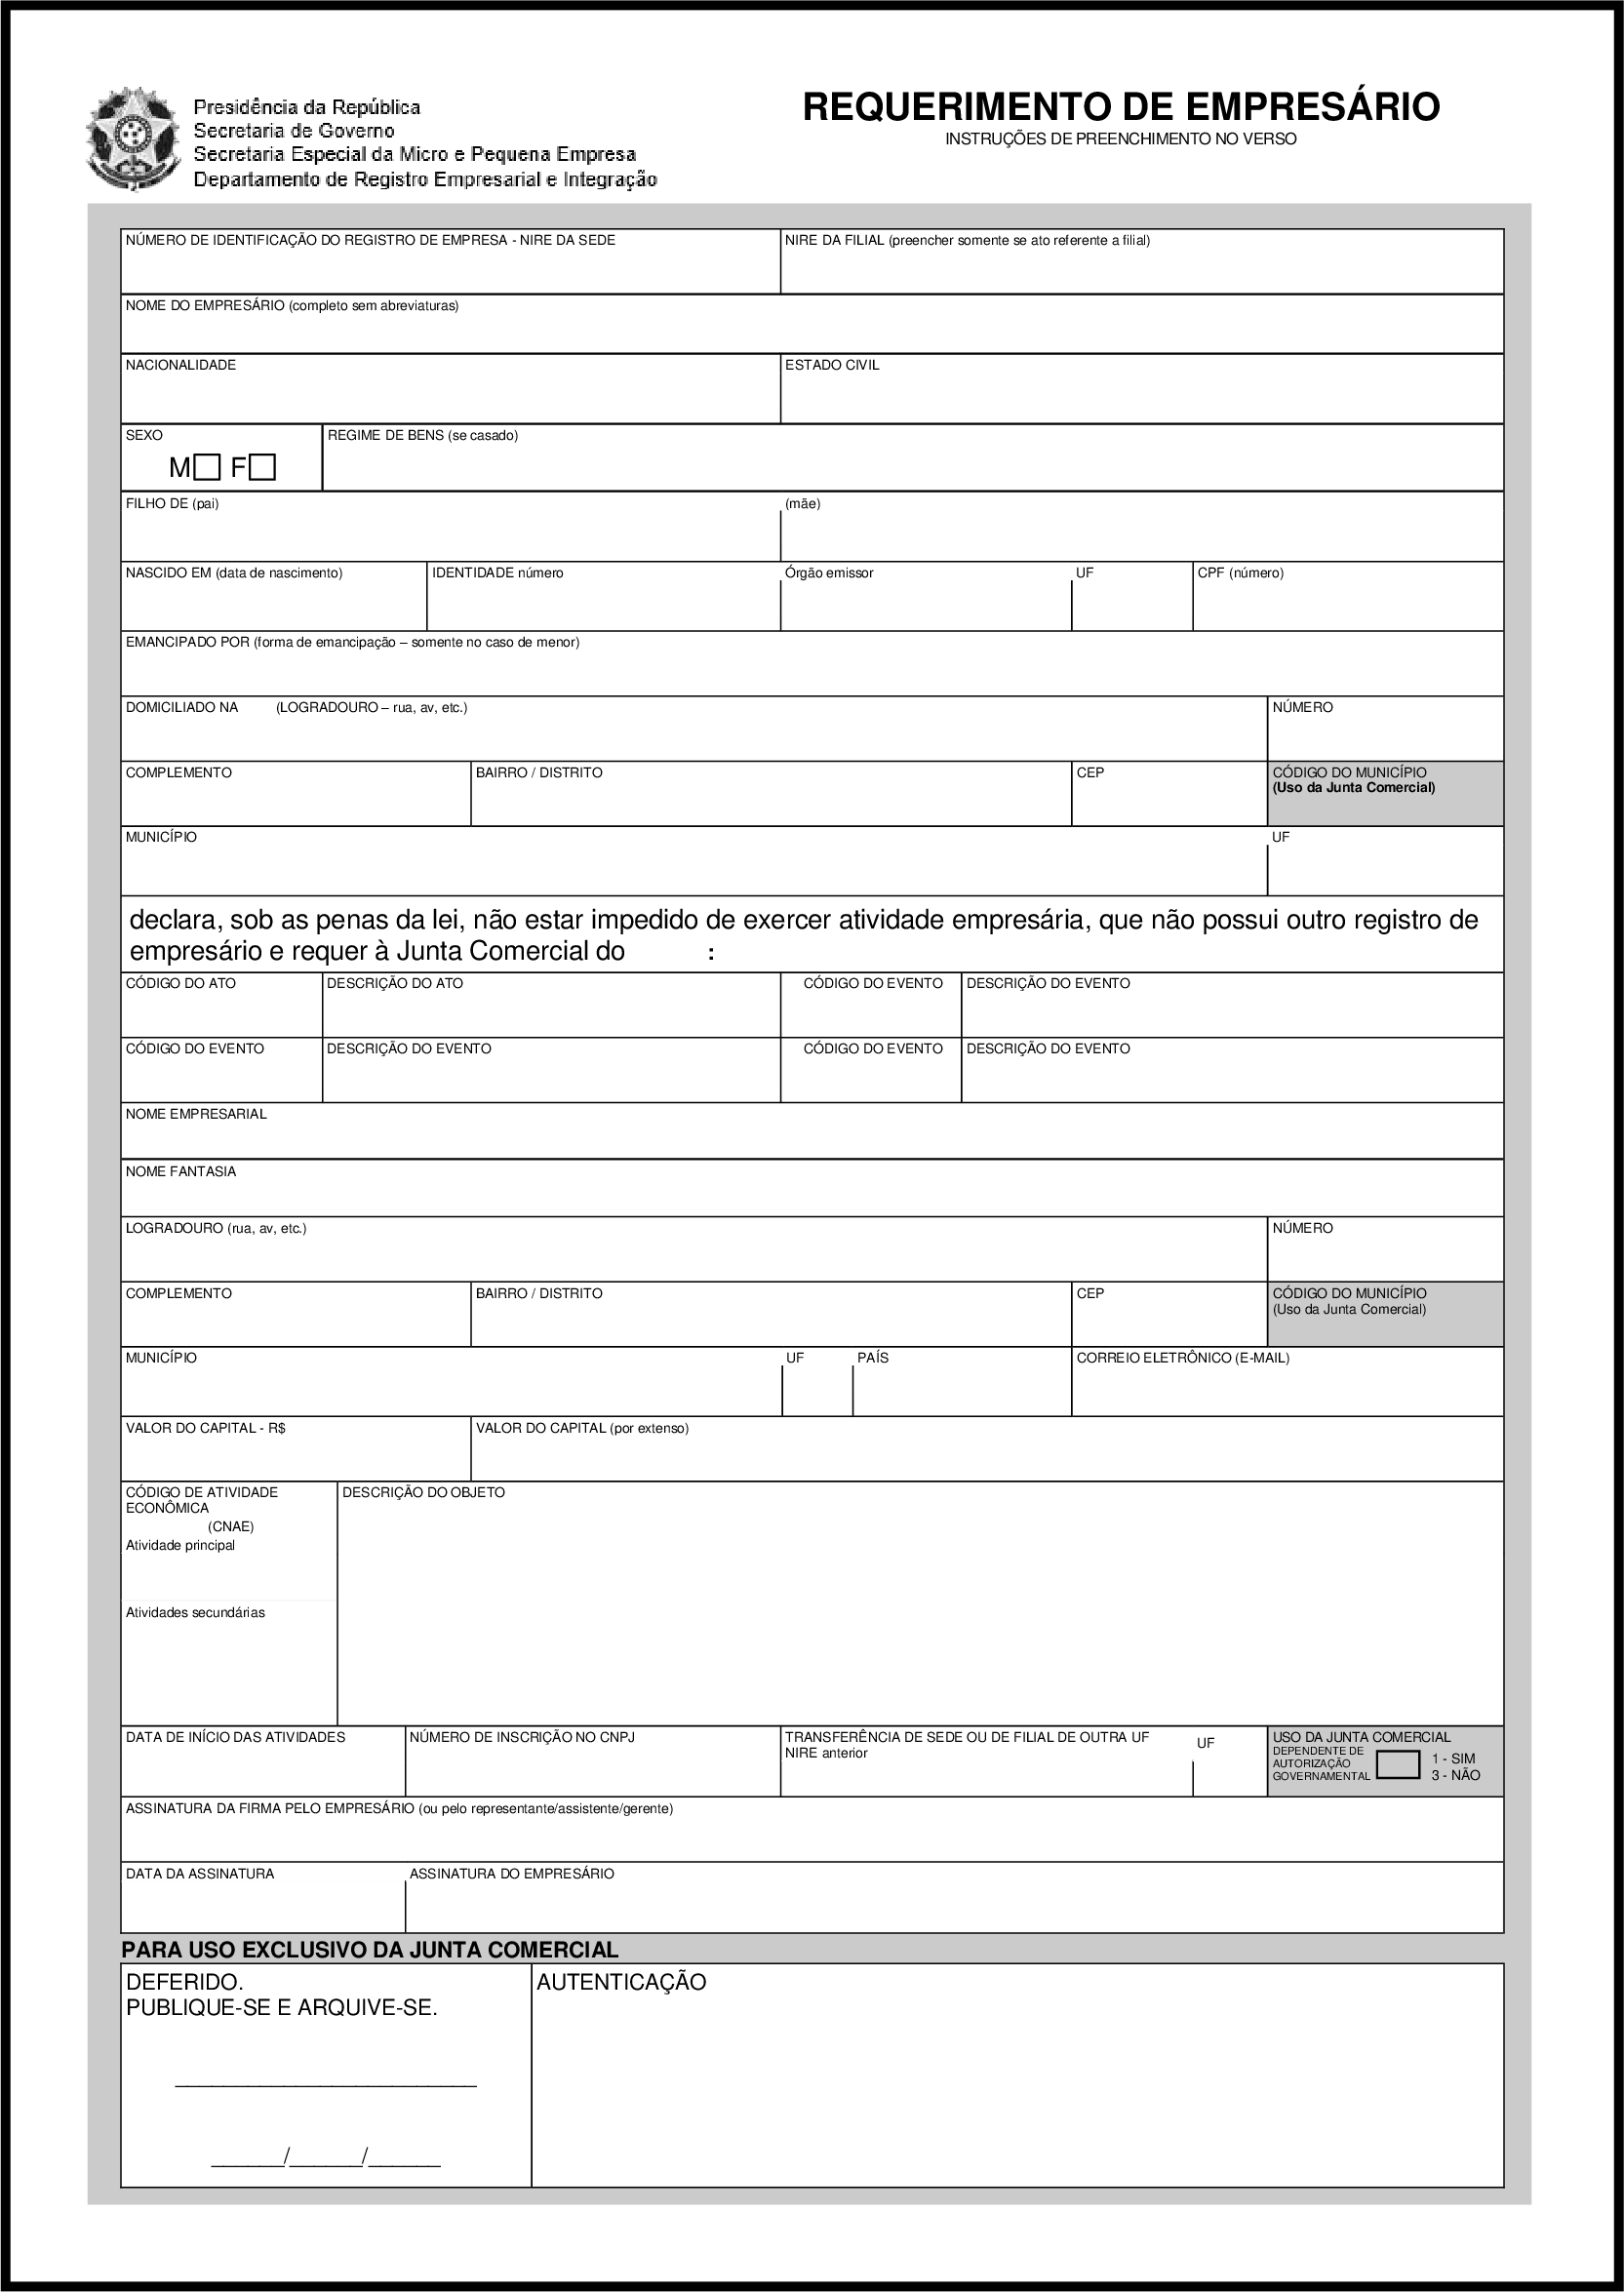 Presidência da República
Secretaria de Governo
Secretaria Especial da Micro e Pequena Empresa
Departamento de Registro Empresarial e Integração
REQUERIMENTO DE EMPRESÁRIO
INSTRUÇÕES DE PREENCHIMENTO NO VERSO
NÚMERO DE IDENTIFICAÇÃO DO REGISTRO DE EMPRESA - NIRE DA SEDE
NIRE DA FILIAL (preencher somente se ato referente a filial)
NOME DO EMPRESÁRIO (completo sem abreviaturas)
NACIONALIDADE
ESTADO CIVIL
SEXO
M F
REGIME DE BENS (se casado)
FILHO DE (pai)
(mãe)
NASCIDO EM (data de nascimento)
IDENTIDADE número
Órgão emissor
UF
CPF (número)
EMANCIPADO POR (forma de emancipação – somente no caso de menor)
DOMICILIADO NA (LOGRADOURO – rua, av, etc.)
NÚMERO
COMPLEMENTO
BAIRRO / DISTRITO
CEP
CÓDIGO DO MUNICÍPIO
(Uso da Junta Comercial)
MUNICÍPIO
UF
declara, sob as penas da lei, não estar impedido de exercer atividade empresária, que não possui outro registro de
empresário e requer à Junta Comercial do :
CÓDIGO DO ATO
DESCRIÇÃO DO ATO
CÓDIGO DO EVENTO
DESCRIÇÃO DO EVENTO
CÓDIGO DO EVENTO
DESCRIÇÃO DO EVENTO
CÓDIGO DO EVENTO
DESCRIÇÃO DO EVENTO
NOME EMPRESARIAL
NOME FANTASIA
LOGRADOURO (rua, av, etc.)
NÚMERO
COMPLEMENTO
BAIRRO / DISTRITO
CEP
CÓDIGO DO MUNICÍPIO
(Uso da Junta Comercial)
MUNICÍPIO
UF
PAÍS
CORREIO ELETRÔNICO (E-MAIL)
VALOR DO CAPITAL - R$
VALOR DO CAPITAL (por extenso)
CÓDIGO DE ATIVIDADE
ECONÔMICA
(CNAE)
Atividade principal
Atividades secundárias
DESCRIÇÃO DO OBJETO
DATA DE INÍCIO DAS ATIVIDADES
NÚMERO DE INSCRIÇÃO NO CNPJ
TRANSFERÊNCIA DE SEDE OU DE FILIAL DE OUTRA UF
NIRE anterior
UF
USO DA JUNTA COMERCIAL
DEPENDENTE DE
AUTORIZAÇÃO
GOVERNAMENTAL
1 - SIM
3 - NÃO
ASSINATURA DA FIRMA PELO EMPRESÁRIO (ou pelo representante/assistente/gerente)
DATA DA ASSINATURA
ASSINATURA DO EMPRESÁRIO
PARA USO EXCLUSIVO DA JUNTA COMERCIAL
DEFERIDO.
PUBLIQUE-SE E ARQUIVE-SE.
_________________________
______/______/______
AUTENTICAÇÃO